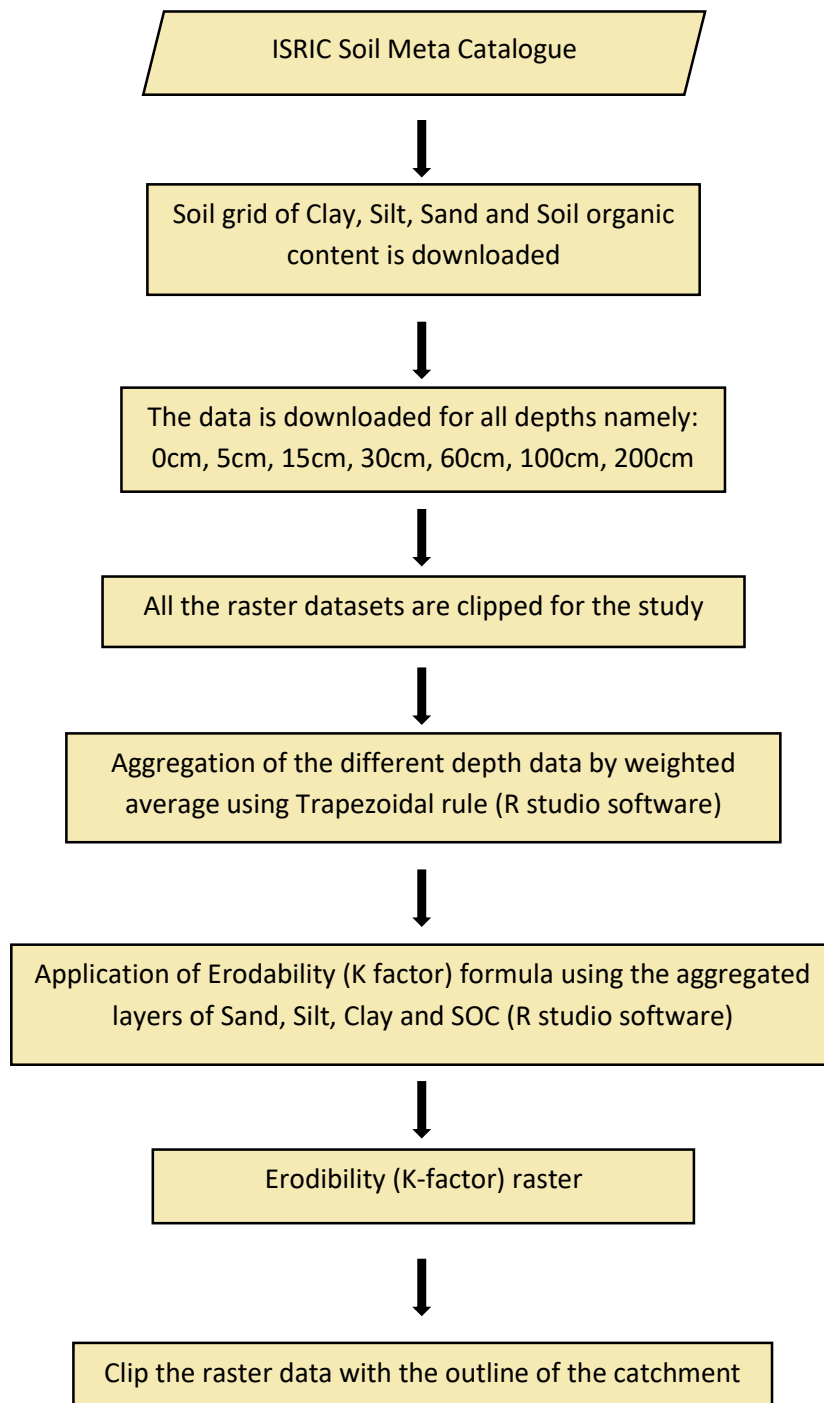 ISRIC Soil Meta Catalogue
Soil grid of Clay, Silt, Sand and Soil organic
content is downloaded
The data is downloaded for all depths namely:
0cm, 5cm, 15cm, 30cm, 60cm, 100cm, 200cm
All the raster datasets are clipped for the study
Aggregation of the different depth data by weighted
average using Trapezoidal rule (R studio software)
Application of Erodability (K factor) formula using the aggregated
layers of Sand, Silt, Clay and SOC (R studio software)
Erodibility (K-factor) raster
Clip the raster data with the outline of the catchment